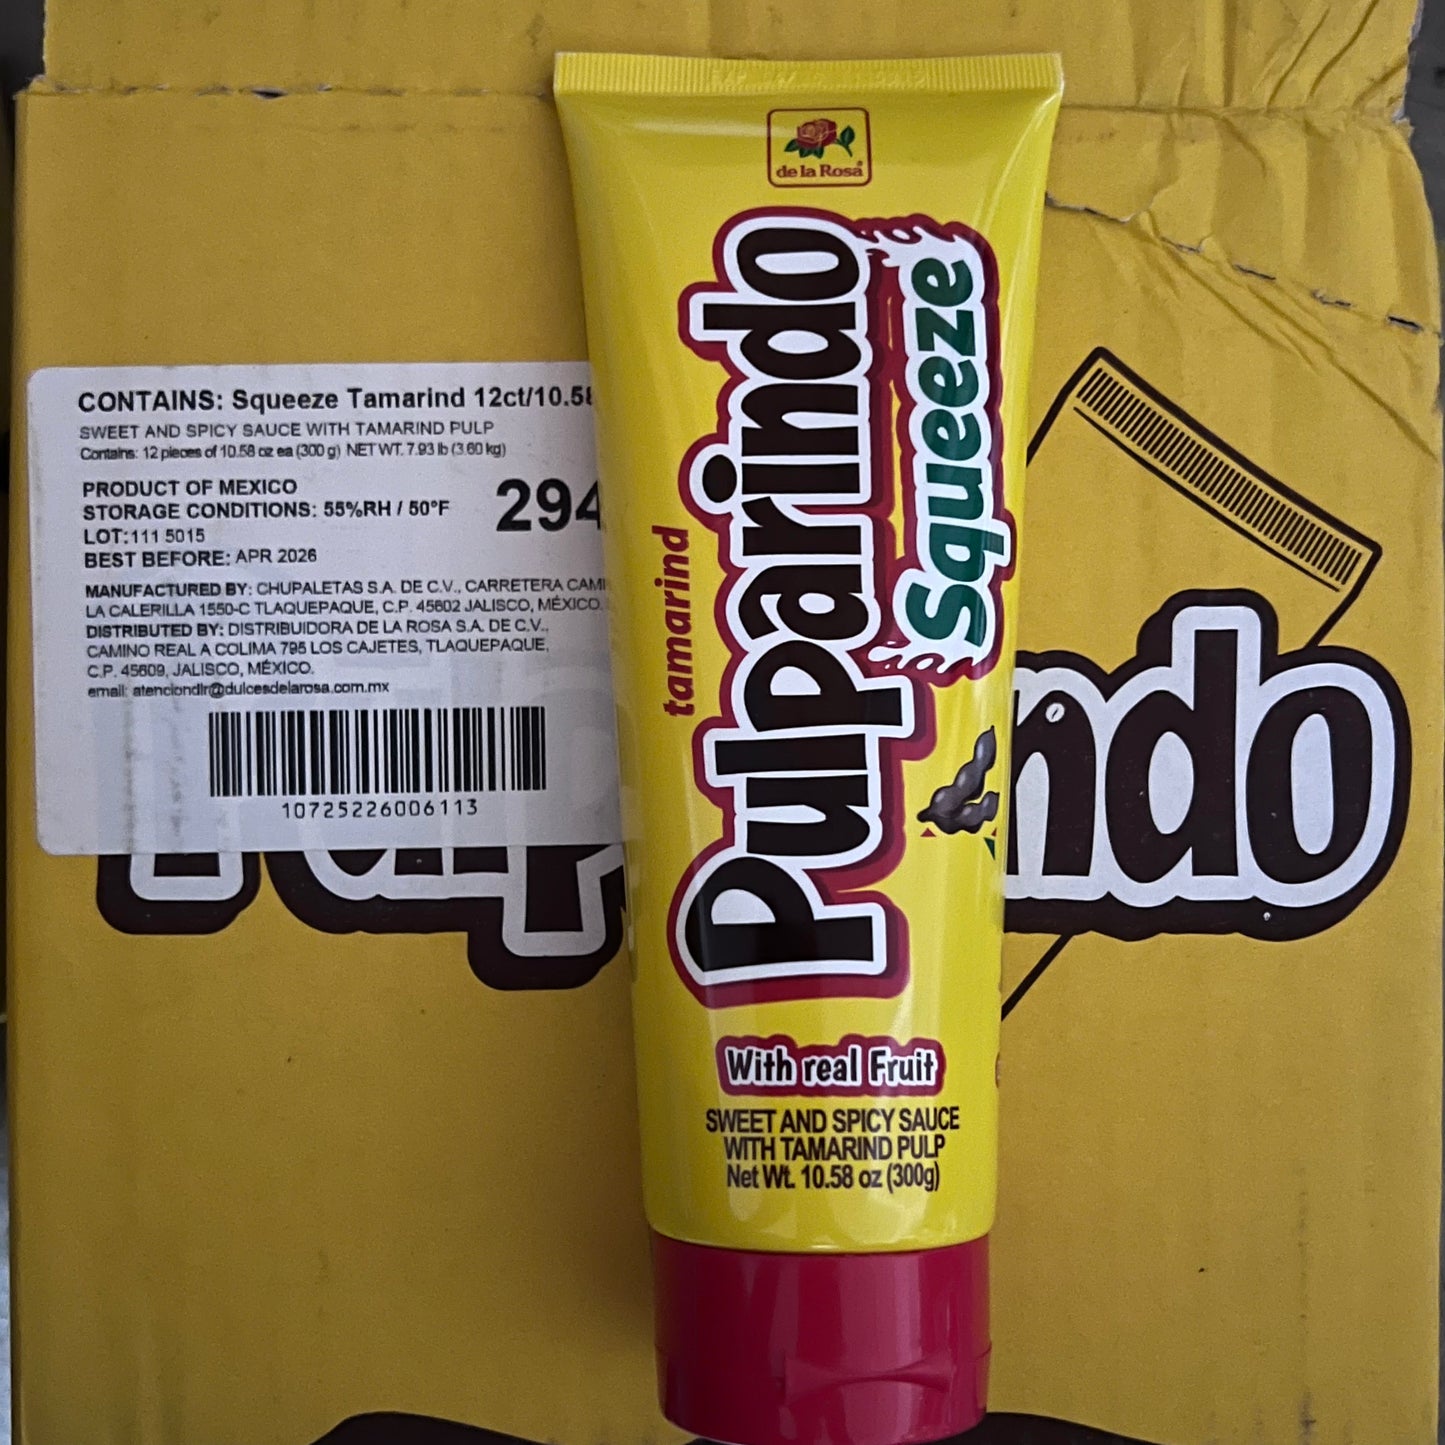 de la Rosa®
tamarind
Pulparindo
Squeeze
With real Fruit
SWEET AND SPICY SAUCE
WITH TAMARIND PULP
Net Wt. 10.58 oz (300g)
CONTAINS: Squeeze Tamarind 12ct/10.58
SWEET AND SPICY SAUCE WITH TAMARIND PULP
Contains: 12 pieces of 10.58 oz ea (300 g) NET WT. 7.93 lb (3.60 kg)
PRODUCT OF MEXICO
STORAGE CONDITIONS: 55%RH / 50°F
294
LOT:111 5015
BEST BEFORE: APR 2026
MANUFACTURED BY: CHUPALETAS S.A. DE C.V., CARRETERA CAMI
LA CALERILLA 1550-C TLAQUEPAQUE, C.P. 45602 JALISCO, MÉXICO.
DISTRIBUTED BY: DISTRIBUIDORA DE LA ROSA S.A. DE C.V.,
CAMINO REAL A COLIMA 795 LOS CAJETES, TLAQUEPAQUE,
C.P. 45609, JALISCO, MÉXICO.
email: atenciondlr@dulcesdelarosa.com.mx
10725226006113
ndo